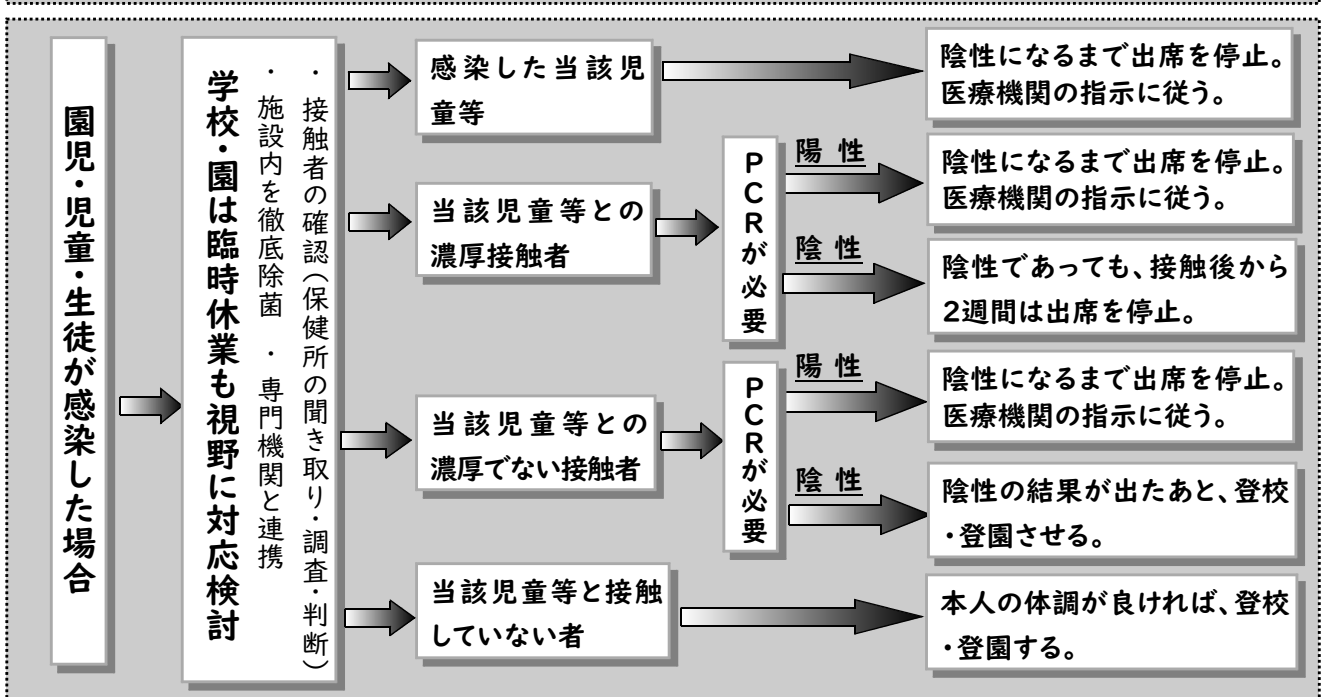 園児・児童・生徒が感染した場合
学校・園は臨時休業も視野に対応検討
・接触者の確認（保健所の聞き取り・調査・判断）
・施設内を徹底除菌 ・専門機関と連携
感染した当該児
童等
陰性になるまで出席を停止。
医療機関の指示に従う。
当該児童等との
濃厚接触者
PCRが必要
陽性
陰性になるまで出席を停止。
医療機関の指示に従う。
陰性
陰性であっても、接触後から
2週間は出席を停止。
当該児童等との
濃厚でない接触者
PCRが必要
陽性
陰性になるまで出席を停止。
医療機関の指示に従う。
陰性
陰性の結果が出たあと、登校
・登園させる。
当該児童等と接触
していない者
本人の体調が良ければ、登校
・登園する。